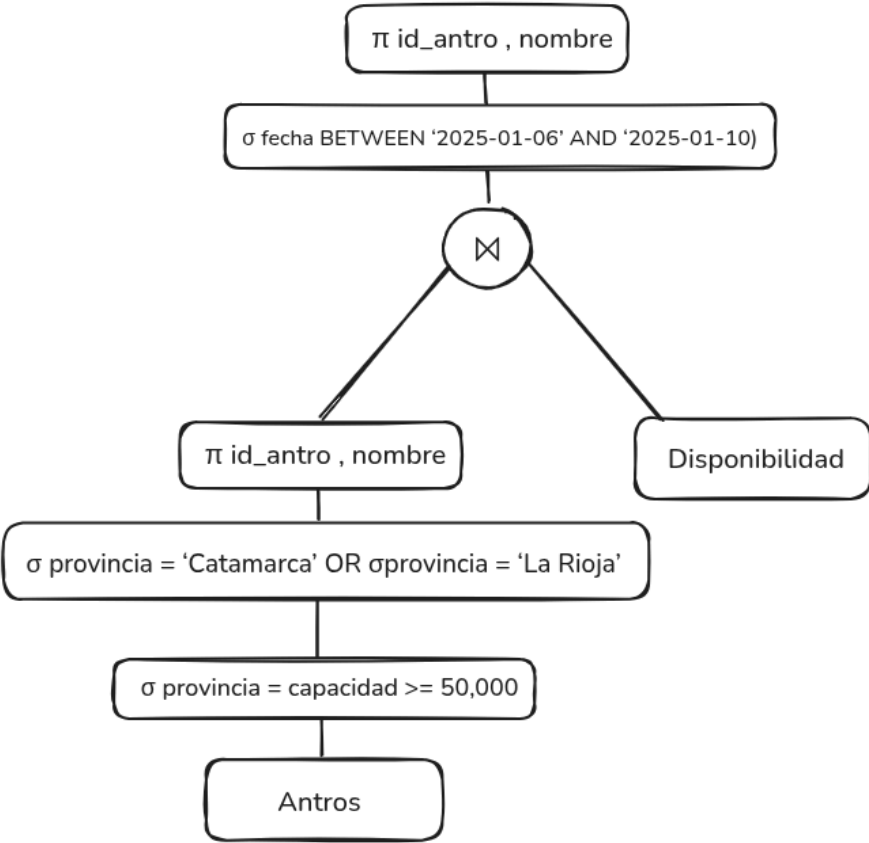 π id_antro , nombre
σ fecha BETWEEN ‘2025-01-06’ AND ‘2025-01-10)
⋈
π id_antro , nombre
Disponibilidad
σ provincia = ‘Catamarca’ OR σprovincia = ‘La Rioja’
σ provincia = capacidad >= 50,000
Antros